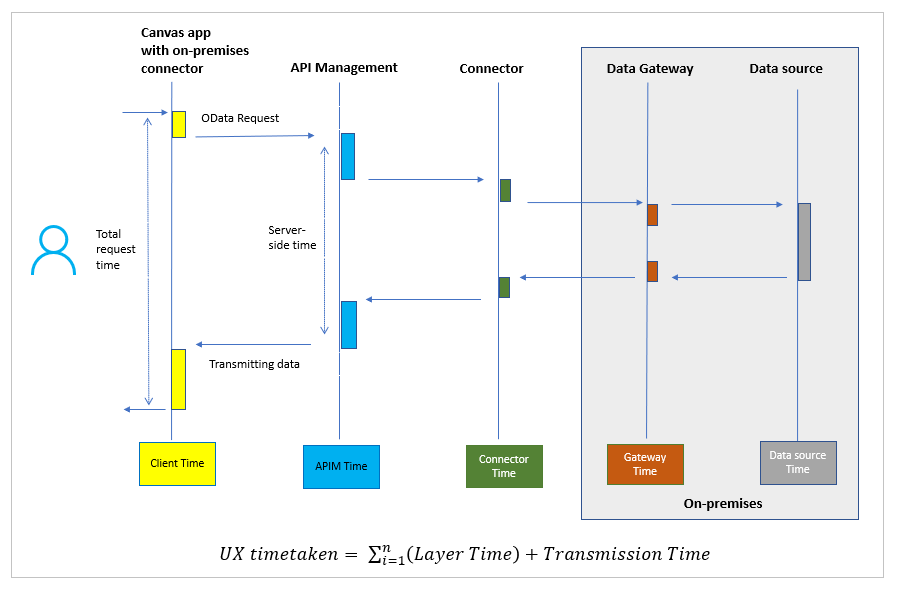 Canvas app
with on-premises
connector
API Management
Connector
Data Gateway
Data source
OData Request
Total
request
time
Server-
side time
Transmitting data
Client Time
APIM Time
Connector
Time
Gateway
Time
Data source
Time
On-premises
UX timetaken = ∑ⁿᵢ₌₁(Layer Time) + Transmission Time